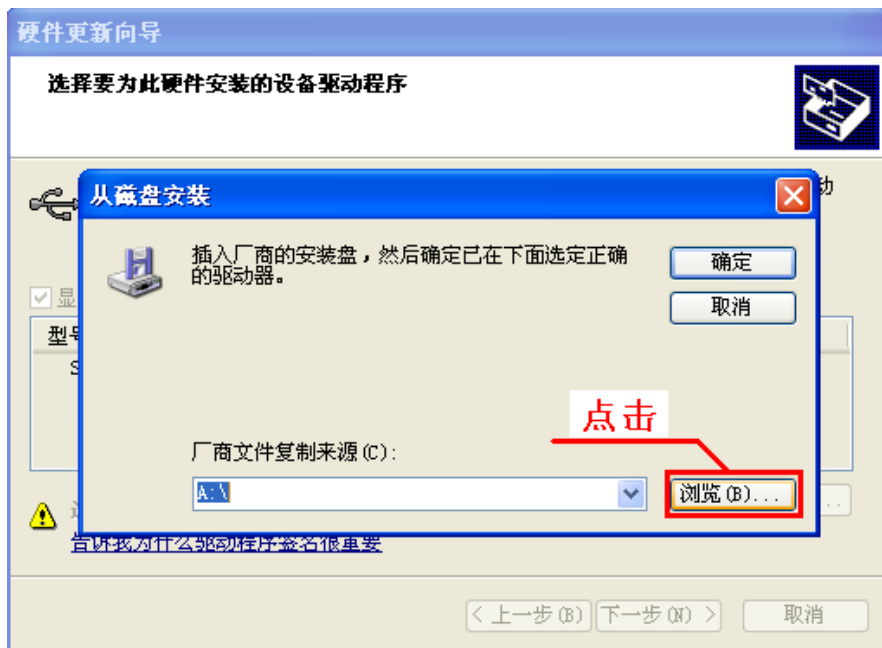 硬件更新向导
选择要为此硬件安装的设备驱动程序
动
从磁盘安装
插入厂商的安装盘，然后确定已在下面选定正确
的驱动器。
确定
取消
显
型号
S
点击
厂商文件复制来源(C):
A:\
浏览(B)...
告诉我为什么驱动程序签名很重要
< 上一步(B)
下一步(N) >
取消